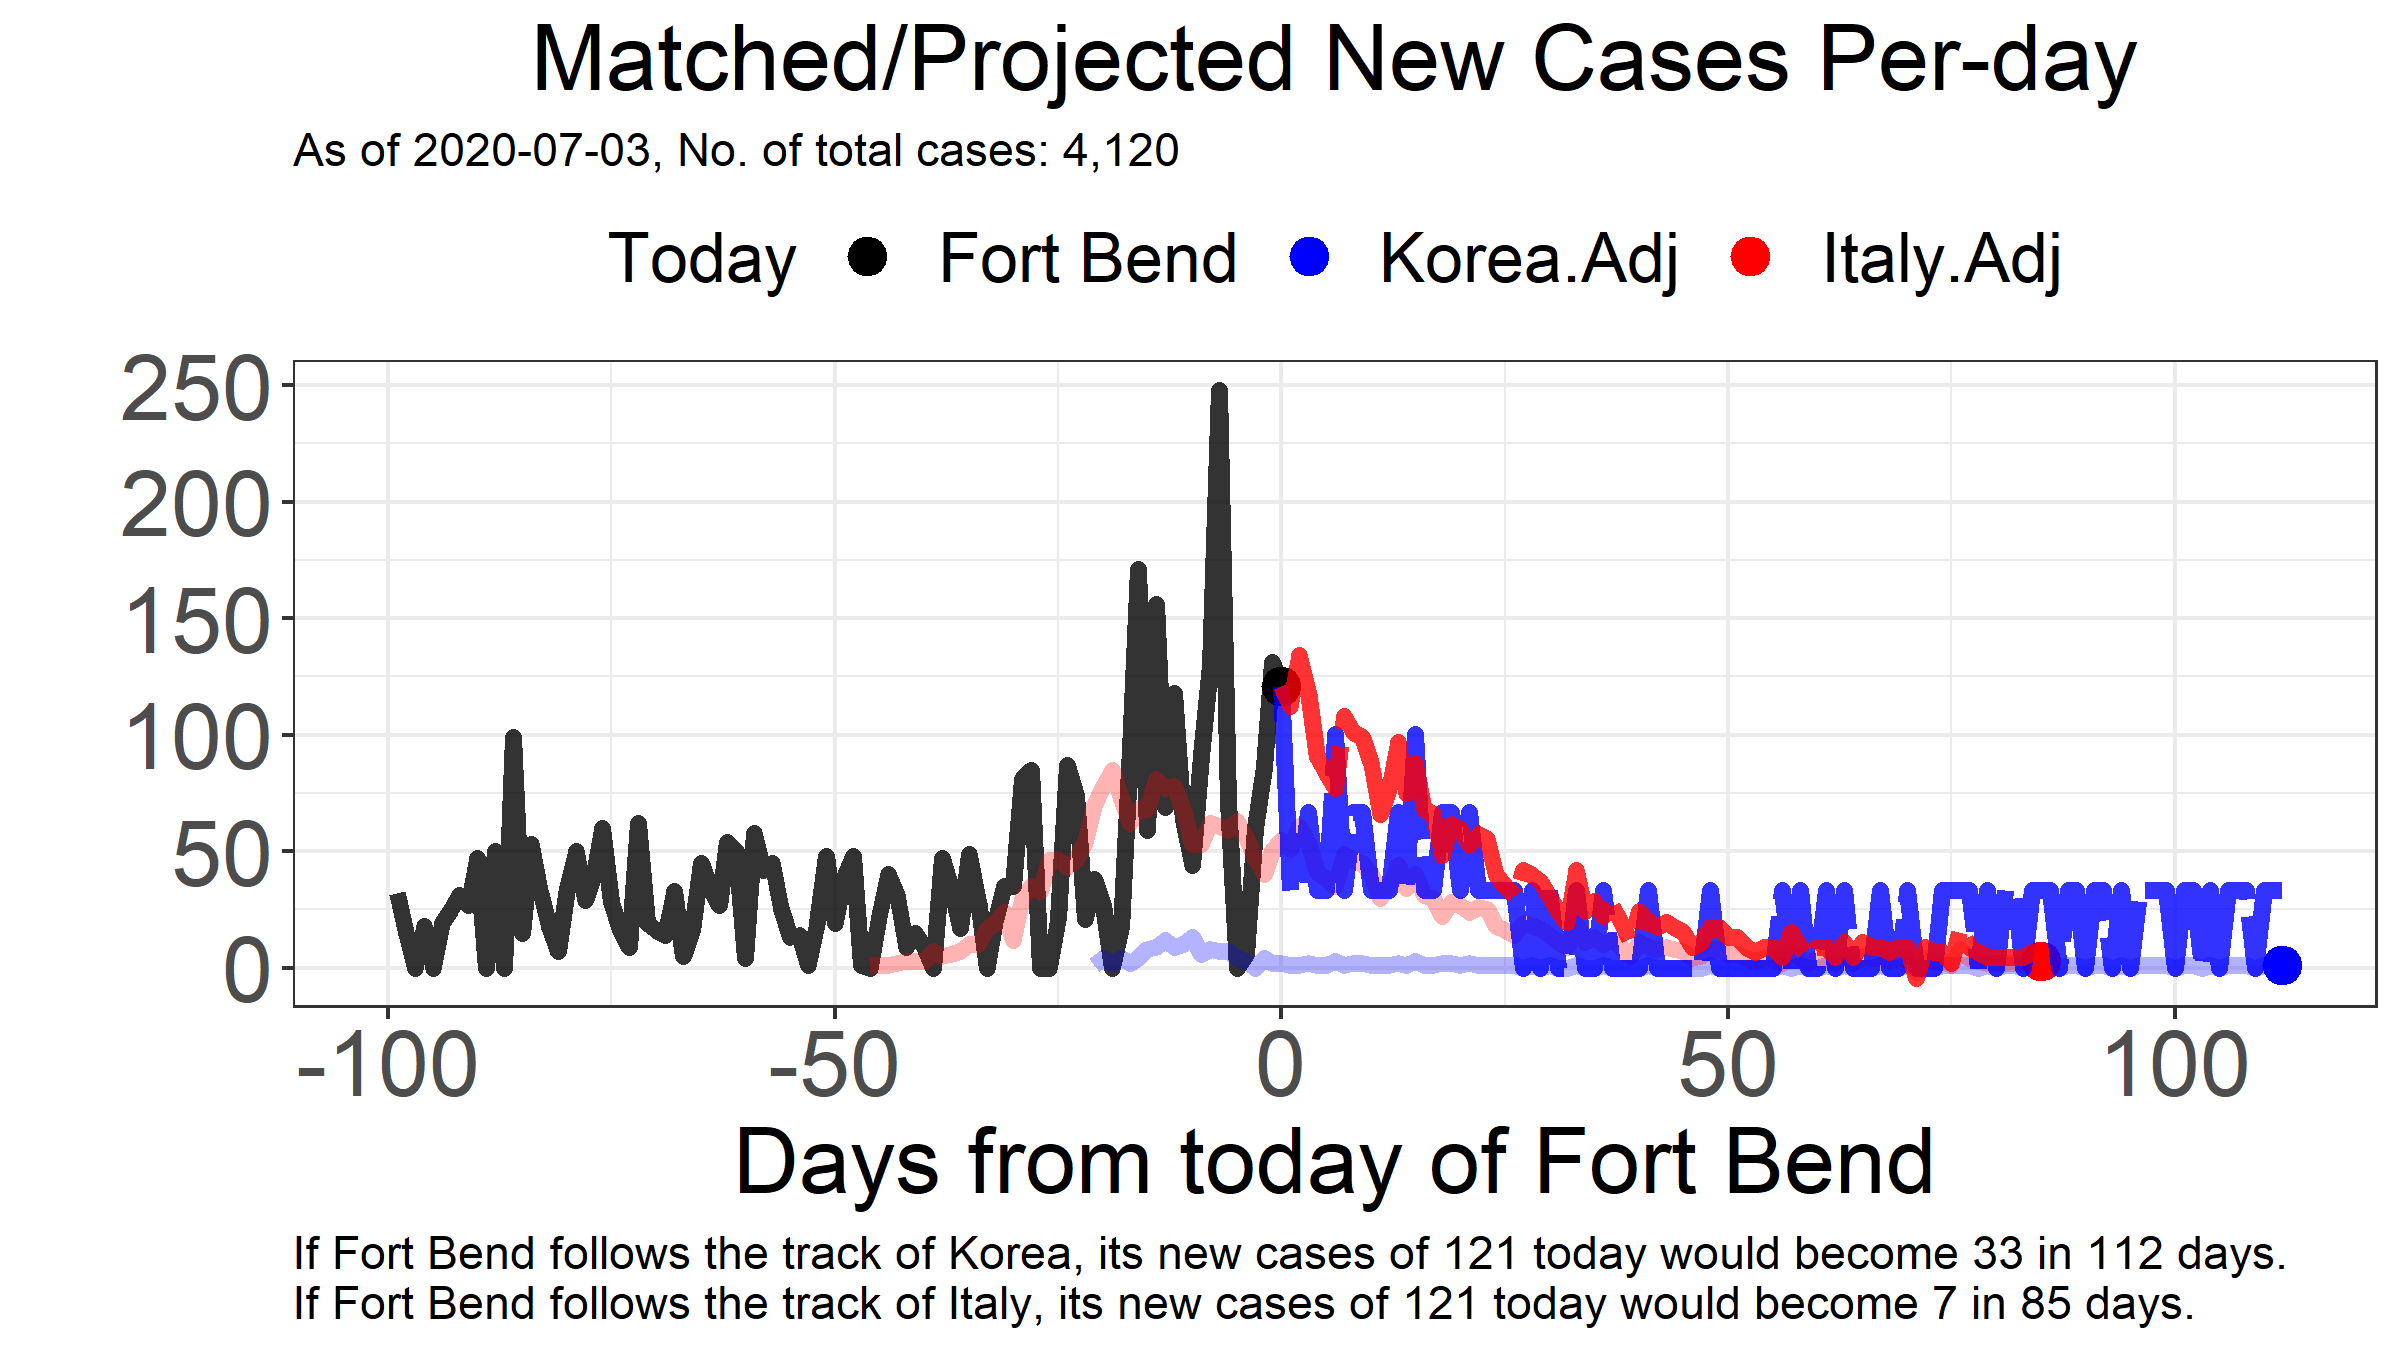 Matched/Projected New Cases Per-day
As of 2020-07-03, No. of total cases: 4,120
Today Fort Bend Korea.Adj Italy.Adj
250
200
150
100
50
0
-100 -50 0 50 100
Days from today of Fort Bend
If Fort Bend follows the track of Korea, its new cases of 121 today would become 33 in 112 days.
If Fort Bend follows the track of Italy, its new cases of 121 today would become 7 in 85 days.